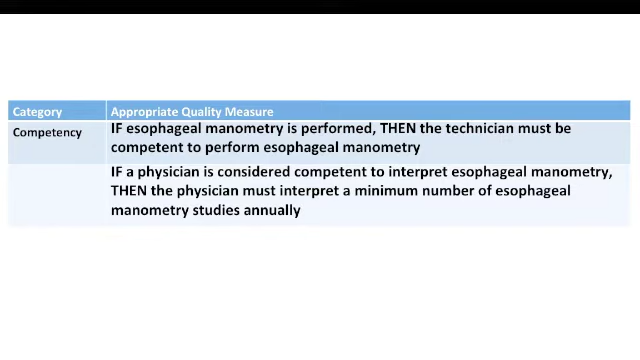 Category
Appropriate Quality Measure
Competency
IF esophageal manometry is performed, THEN the technician must be
competent to perform esophageal manometry
IF a physician is considered competent to interpret esophageal manometry,
THEN the physician must interpret a minimum number of esophageal
manometry studies annually